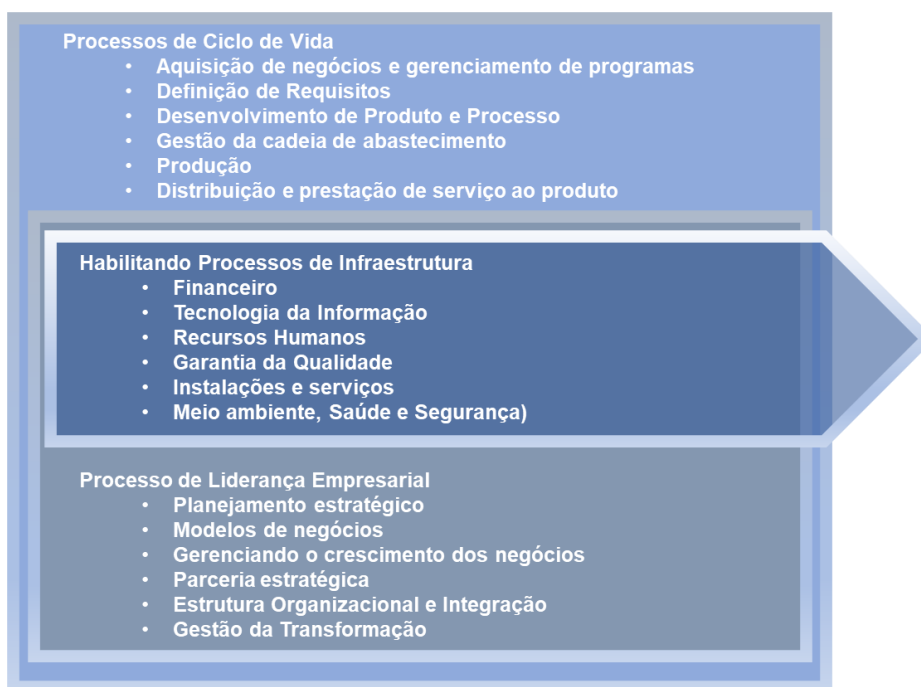 Processos de Ciclo de Vida
• Aquisição de negócios e gerenciamento de programas
• Definição de Requisitos
• Desenvolvimento de Produto e Processo
• Gestão da cadeia de abastecimento
• Produção
• Distribuição e prestação de serviço ao produto
Habilitando Processos de Infraestrutura
• Financeiro
• Tecnologia da Informação
• Recursos Humanos
• Garantia da Qualidade
• Instalações e serviços
• Meio ambiente, Saúde e Segurança)
Processo de Liderança Empresarial
• Planejamento estratégico
• Modelos de negócios
• Gerenciando o crescimento dos negócios
• Parceria estratégica
• Estrutura Organizacional e Integração
• Gestão da Transformação